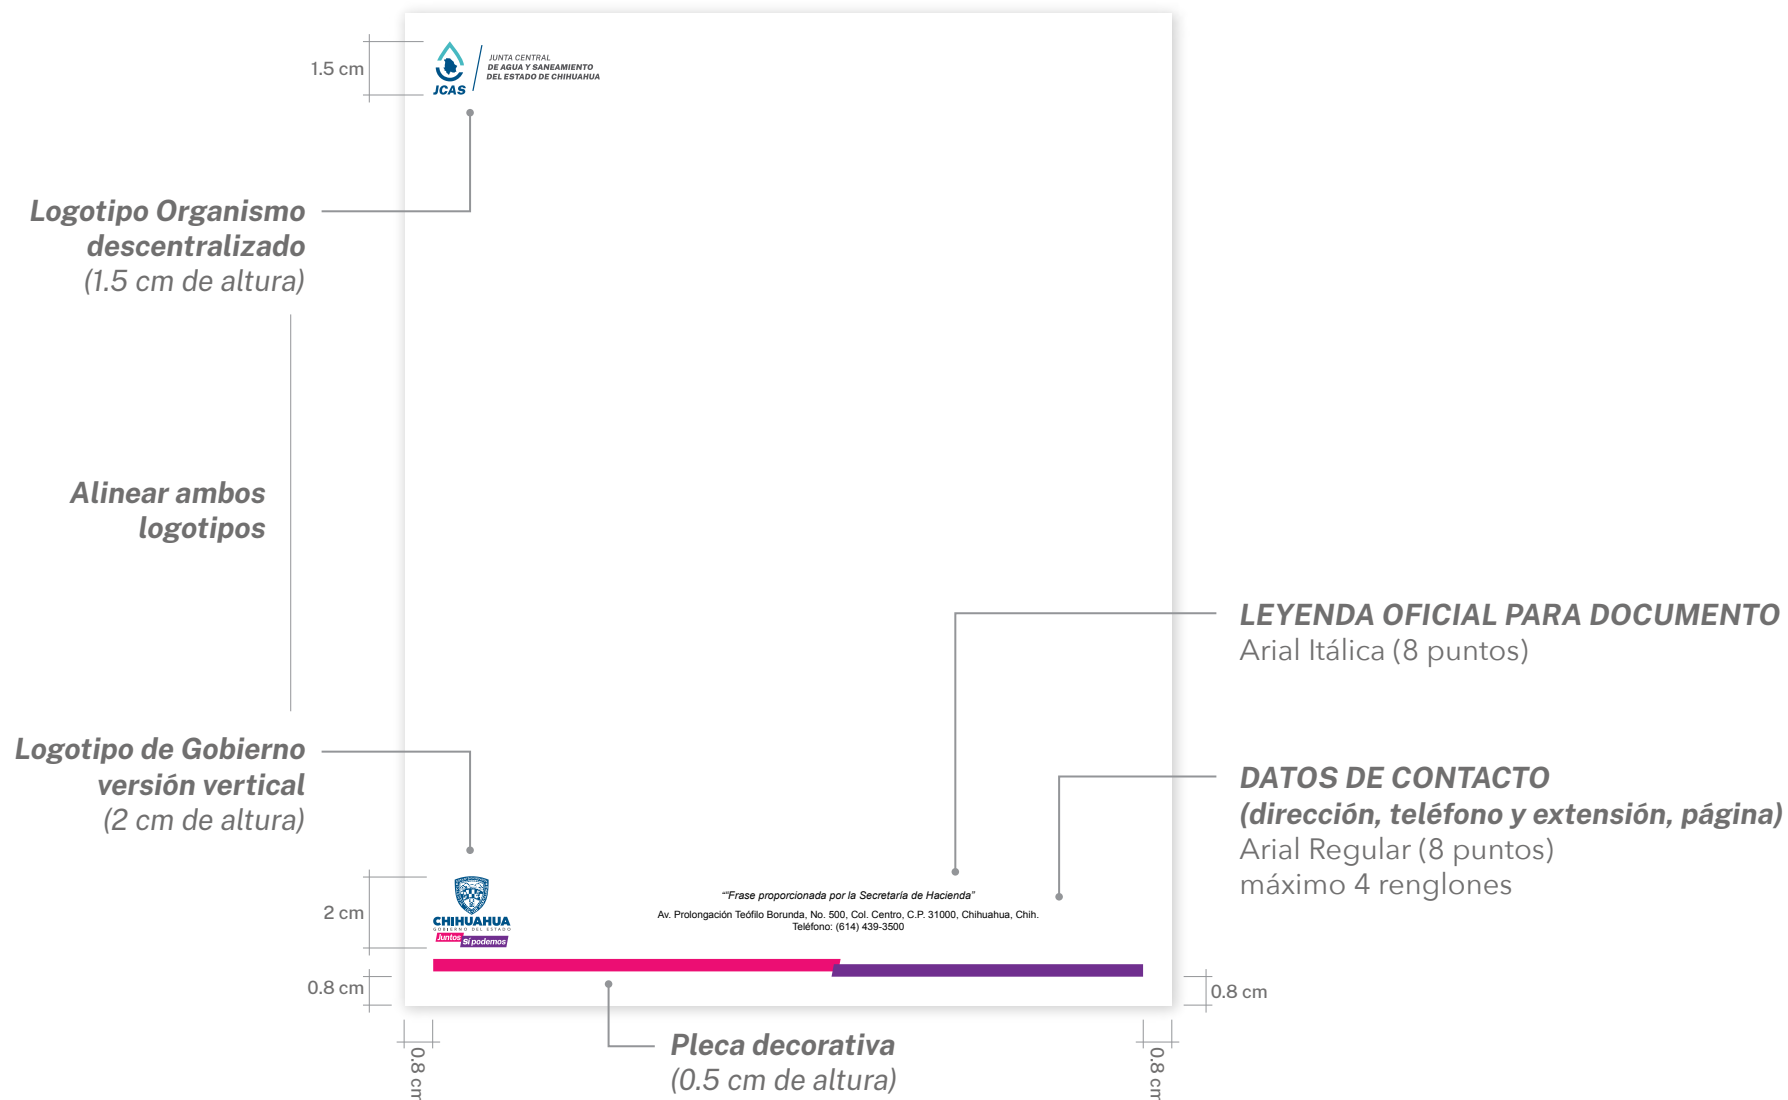 1.5 cm
JCAS
JUNTA CENTRAL
DE AGUA Y SANEAMIENTO
DEL ESTADO DE CHIHUAHUA
Logotipo Organismo
descentralizado
(1.5 cm de altura)
Alinear ambos
logotipos
LEYENDA OFICIAL PARA DOCUMENTO
Arial Itálica (8 puntos)
Logotipo de Gobierno
versión vertical
(2 cm de altura)
DATOS DE CONTACTO
(dirección, teléfono y extensión, página)
Arial Regular (8 puntos)
máximo 4 renglones
2 cm
CHIHUAHUA
GOBIERNO DEL ESTADO
Juntos
Sí podemos
““Frase proporcionada por la Secretaría de Hacienda”
Av. Prolongación Teófilo Borunda, No. 500, Col. Centro, C.P. 31000, Chihuahua, Chih.
Teléfono: (614) 439-3500
0.8 cm
0.8 cm
0.8 cm
Pleca decorativa
(0.5 cm de altura)
0.8 cm